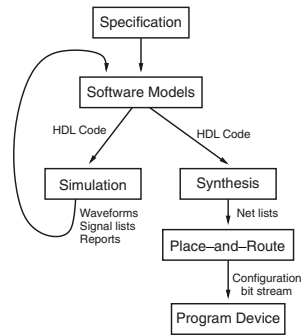 Specification
Software Models
HDL Code
HDL Code
Simulation
Synthesis
Waveforms
Signal lists
Reports
Net lists
Place–and–Route
Configuration
bit stream
Program Device